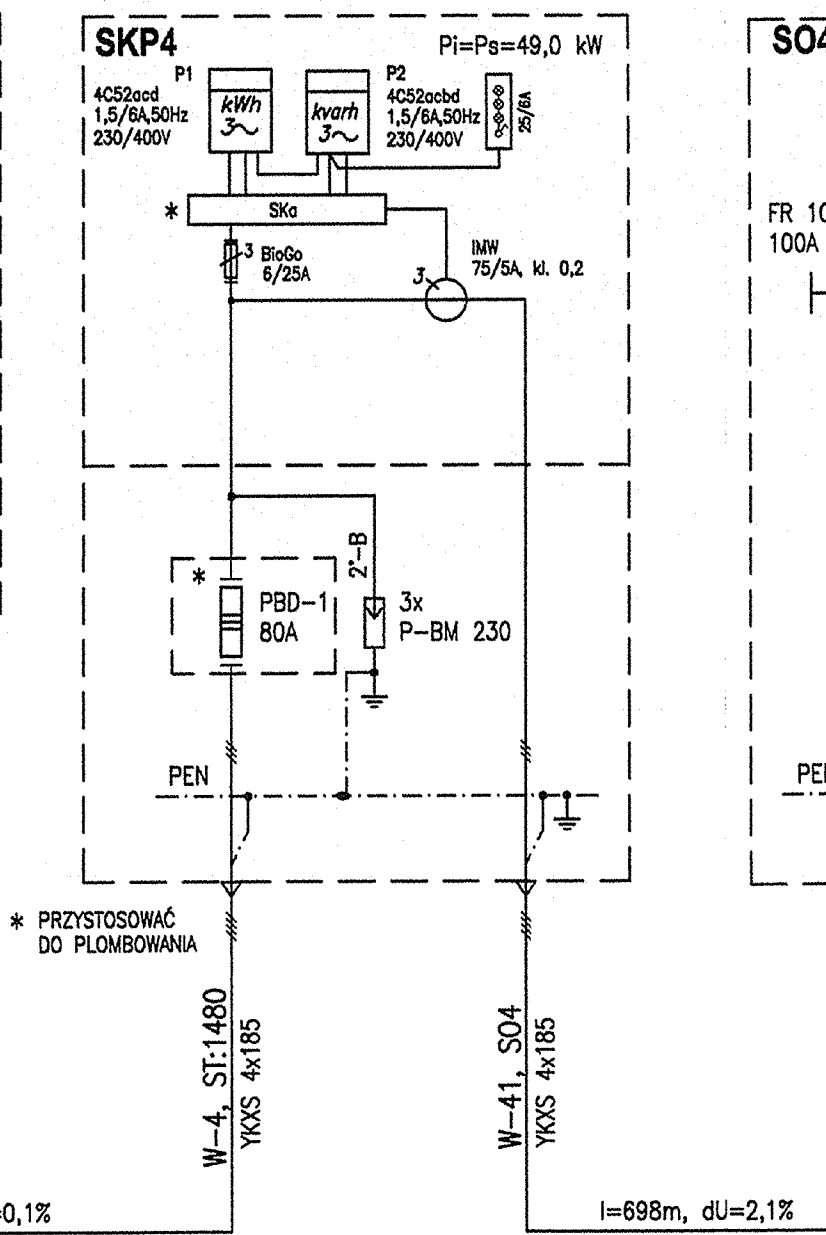 SKP4
Pi=Ps=49,0 kW
P1
4C52acd
1,5/6A,50Hz
230/400V
kWh
3~
kvarh
3~
P2
4C52acbd
1,5/6A,50Hz
230/400V
25/6A
* SKa
3 BioGo
6/25A
IMW
75/5A, kl. 0,2
3
*
PBD-1
80A
2"-B
3x
P-BM 230
PEN
* PRZYSTOSOWAĆ
DO PLOMBOWANIA
W-4, ST:1480
YKXS 4x185
W-41, SO4
YKXS 4x185
=0,1%
l=698m, dU=2,1%
SO4
FR 10
100A
PEN